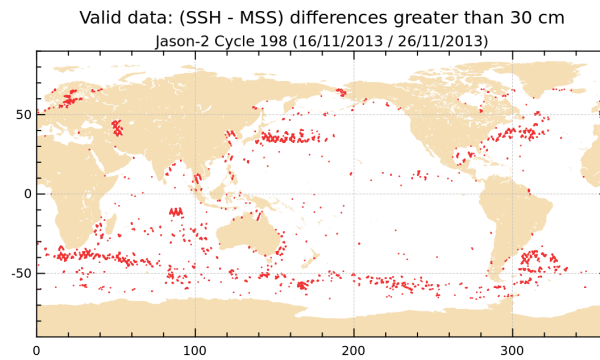 Valid data: (SSH - MSS) differences greater than 30 cm
Jason-2 Cycle 198 (16/11/2013 / 26/11/2013)
50
0
-50
0 100 200 300